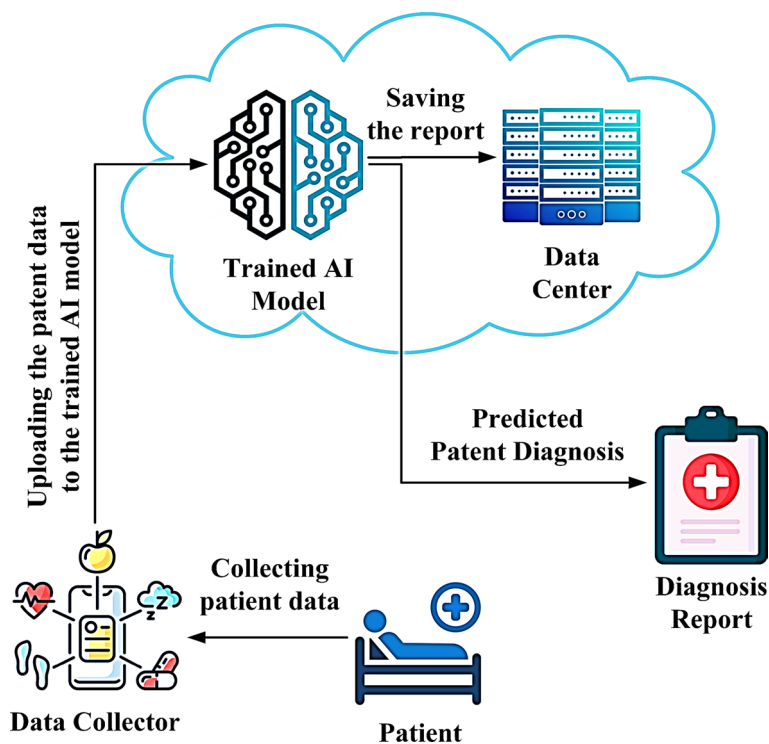 Saving
the report
Trained AI
Model
Data
Center
Uploading the patent data
to the trained AI model
Predicted
Patent Diagnosis
Diagnosis
Report
Collecting
patient data
Z
z
z
Data Collector
Patient